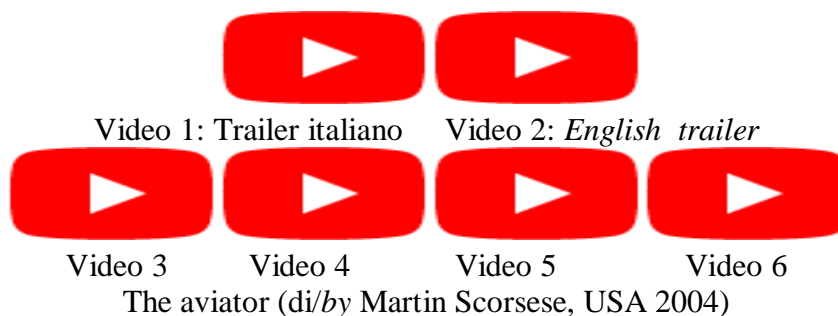 Video 1: Trailer italiano Video 2: English trailer
Video 3 Video 4 Video 5 Video 6
The aviator (di/by Martin Scorsese, USA 2004)